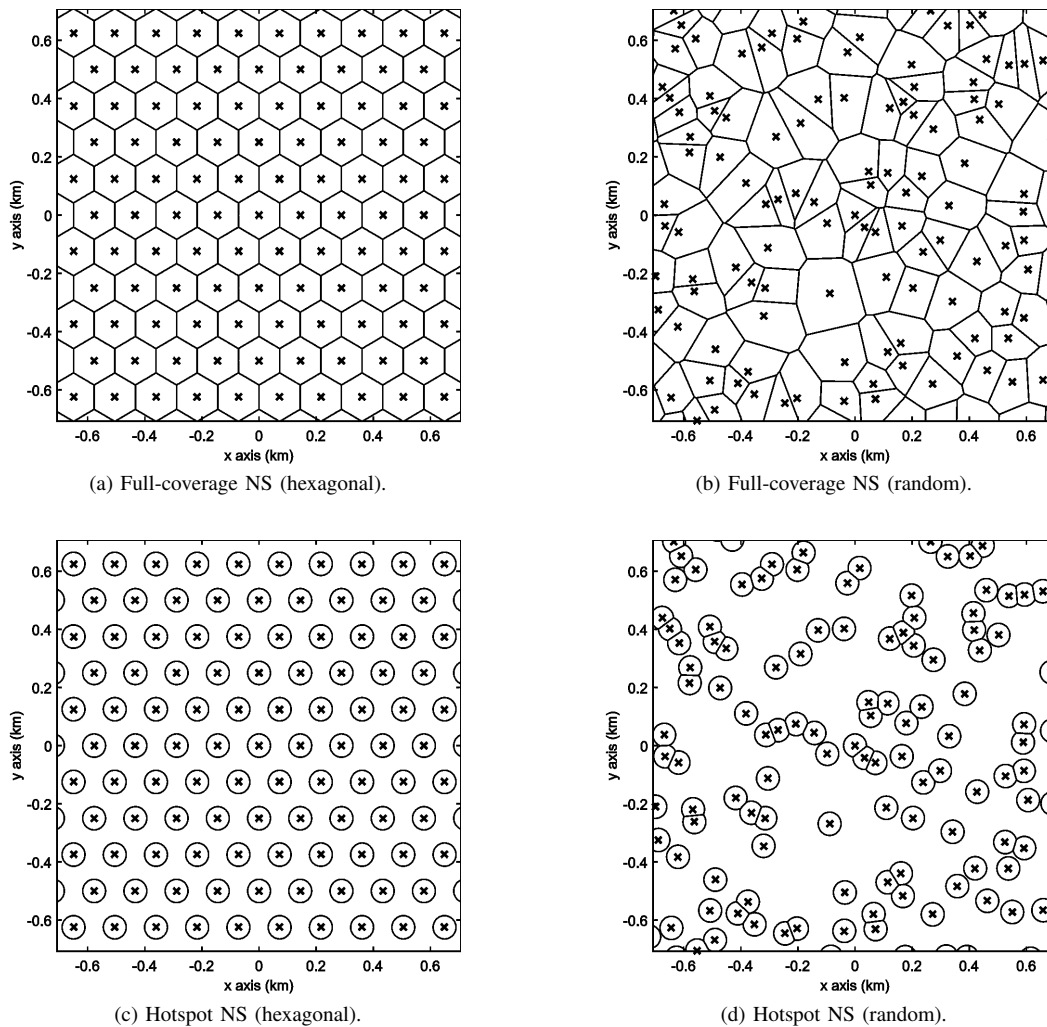 0.6
0.4
0.2
0
-0.2
-0.4
-0.6
y axis (km)
-0.6 -0.4 -0.2 0 0.2 0.4 0.6
x axis (km)
(a) Full-coverage NS (hexagonal).
0.6
0.4
0.2
0
-0.2
-0.4
-0.6
y axis (km)
-0.6 -0.4 -0.2 0 0.2 0.4 0.6
x axis (km)
(b) Full-coverage NS (random).
0.6
0.4
0.2
0
-0.2
-0.4
-0.6
y axis (km)
-0.6 -0.4 -0.2 0 0.2 0.4 0.6
x axis (km)
(c) Hotspot NS (hexagonal).
0.6
0.4
0.2
0
-0.2
-0.4
-0.6
y axis (km)
-0.6 -0.4 -0.2 0 0.2 0.4 0.6
x axis (km)
(d) Hotspot NS (random).